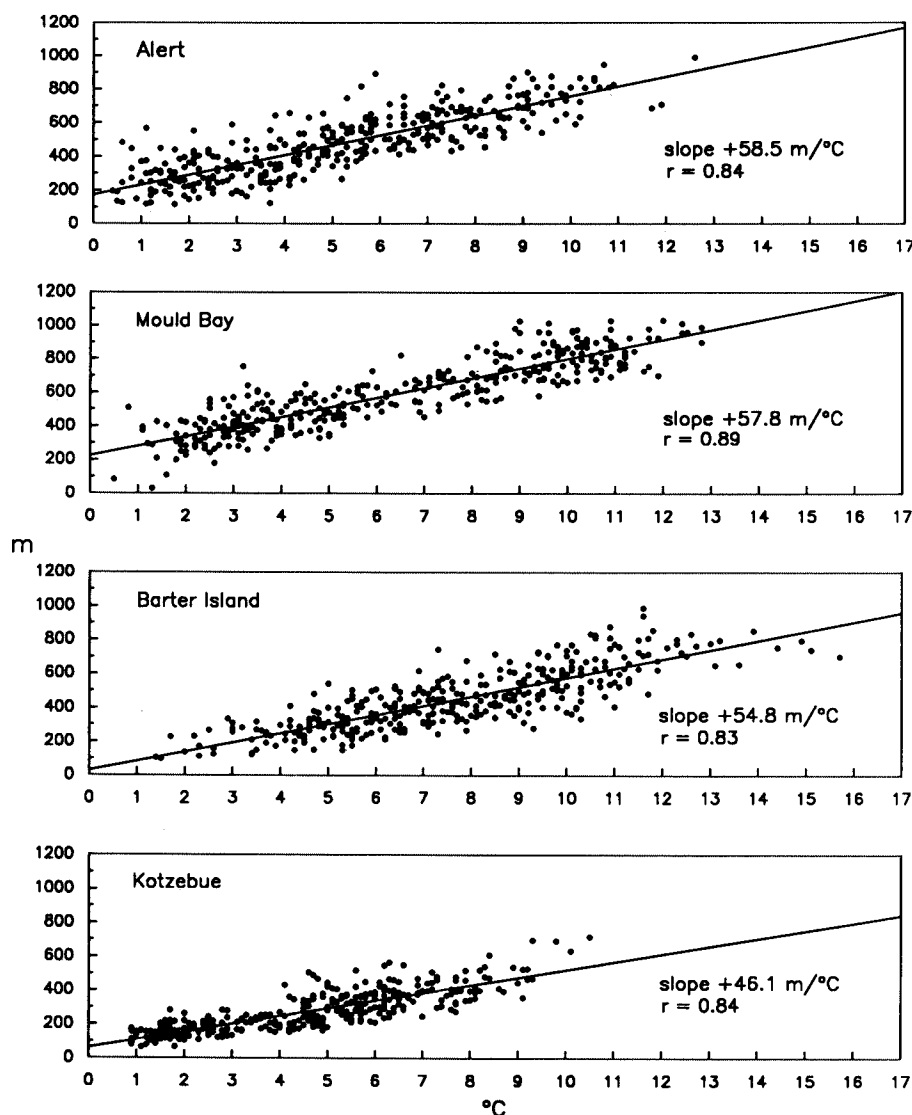 1200
Alert
1000
800
600
400
200
0
slope +58.5 m/°C
r = 0.84
0 1 2 3 4 5 6 7 8 9 10 11 12 13 14 15 16 17
1200
Mould Bay
1000
800
600
400
200
0
slope +57.8 m/°C
r = 0.89
0 1 2 3 4 5 6 7 8 9 10 11 12 13 14 15 16 17
m
1200
Barter Island
1000
800
600
400
200
0
slope +54.8 m/°C
r = 0.83
0 1 2 3 4 5 6 7 8 9 10 11 12 13 14 15 16 17
1200
Kotzebue
1000
800
600
400
200
0
slope +46.1 m/°C
r = 0.84
0 1 2 3 4 5 6 7 8 9 10 11 12 13 14 15 16 17
°C